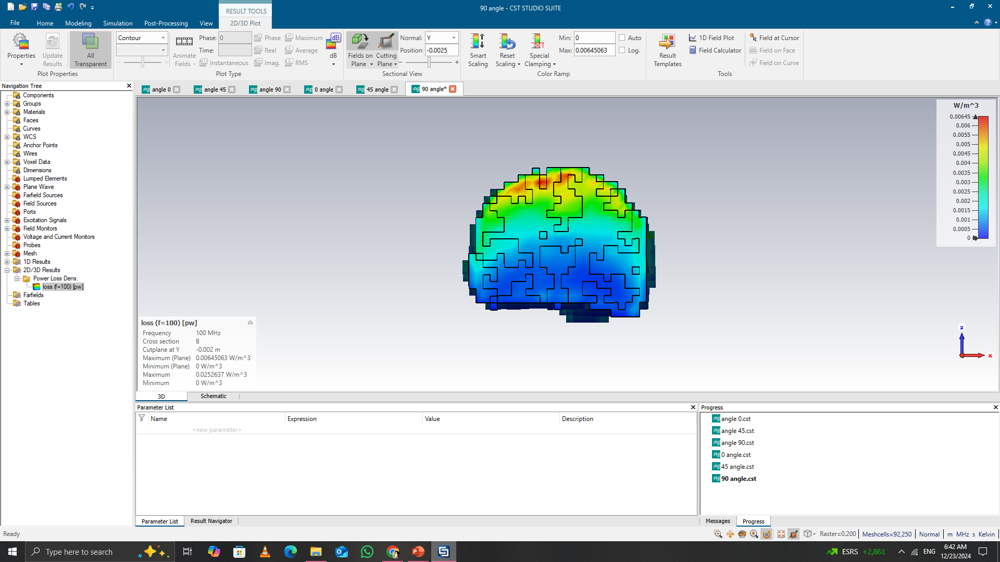 90 angle - CST STUDIO SUITE
RESULT TOOLS
File Home Modeling Simulation Post-Processing View 2D/3D Plot
Properties
Update Results
All Transparent
Plot Properties
Contour
Animate Fields
Phase: 0
Time:
Phase Maximum
Real Average
Instantaneous Imag. RMS
dB
dB
Plot Type
Fields on Plane
Cutting Plane
Normal: Y
Position: -0.0025
Sectional View
Smart Scaling
Reset Scaling
Special Clamping
Min: 0
Max: 0.00645063
Auto
Log.
Color Ramp
Result Templates
1D Field Plot
Field Calculator
Field at Cursor
Field on Face
Field on Curve
Tools
Navigation Tree
Components
Groups
Materials
Faces
Curves
WCS
Anchor Points
Wires
Voxel Data
Dimensions
Lumped Elements
Plane Wave
Farfield Sources
Field Sources
Ports
Excitation Signals
Field Monitors
Voltage and Current Monitors
Probes
Mesh
1D Results
2D/3D Results
Power Loss Dens.
loss (f=100) [pw]
Farfields
Tables
angle 0 angle 45 angle 90 0 angle 45 angle 90 angle*
W/m^3
0.00645
0.006
0.0055
0.005
0.0045
0.004
0.0035
0.003
0.0025
0.002
0.0015
0.001
0.0005
0
z
x
loss (f=100) [pw]
Frequency 100 MHz
Cross section B
Cutplane at Y -0.002 m
Maximum (Plane) 0.00645063 W/m^3
Minimum (Plane) 0 W/m^3
Maximum 0.0252637 W/m^3
Minimum 0 W/m^3
3D Schematic
Parameter List
Name Expression Value Description
<new parameter>
Parameter List Result Navigator
Progress
angle 0.cst
angle 45.cst
angle 90.cst
0 angle.cst
45 angle.cst
90 angle.cst
Messages Progress
Ready
Raster=0.200 Meshcells=92,250 Normal m MHz s Kelvin
Type here to search
ESRS +2,86%
ENG
6:42 AM
12/23/2024